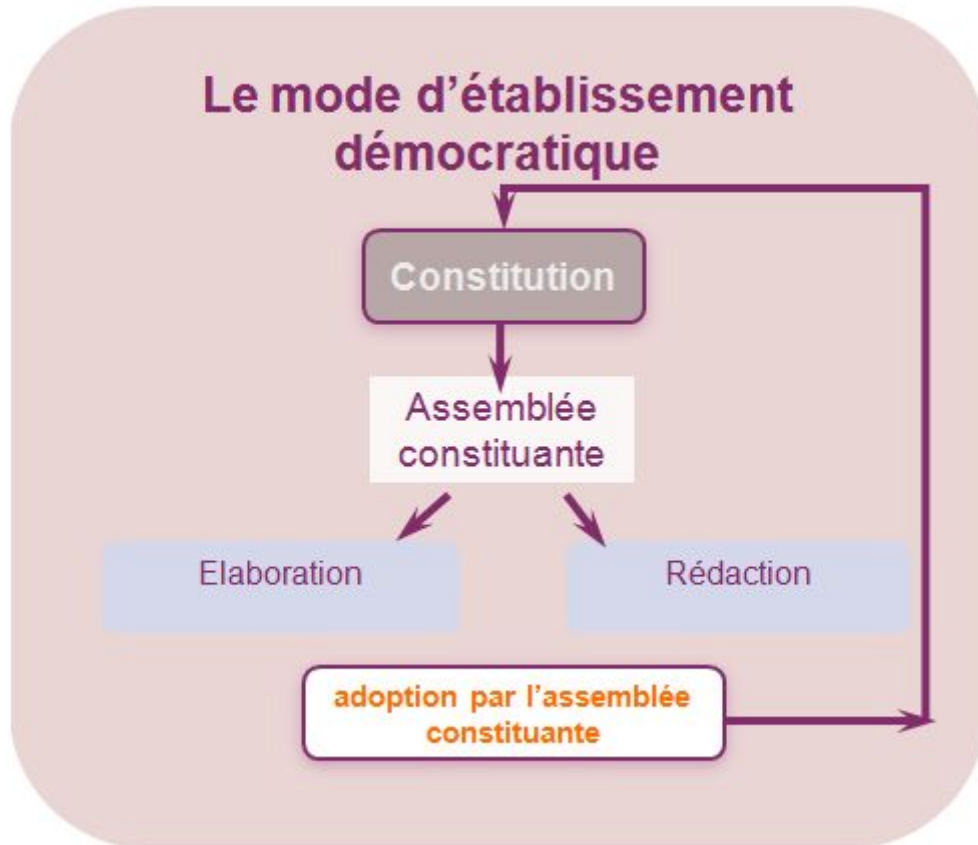 Le mode d'établissement
démocratique
Constitution
Assemblée
constituante
Elaboration
Rédaction
adoption par l'assemblée
constituante